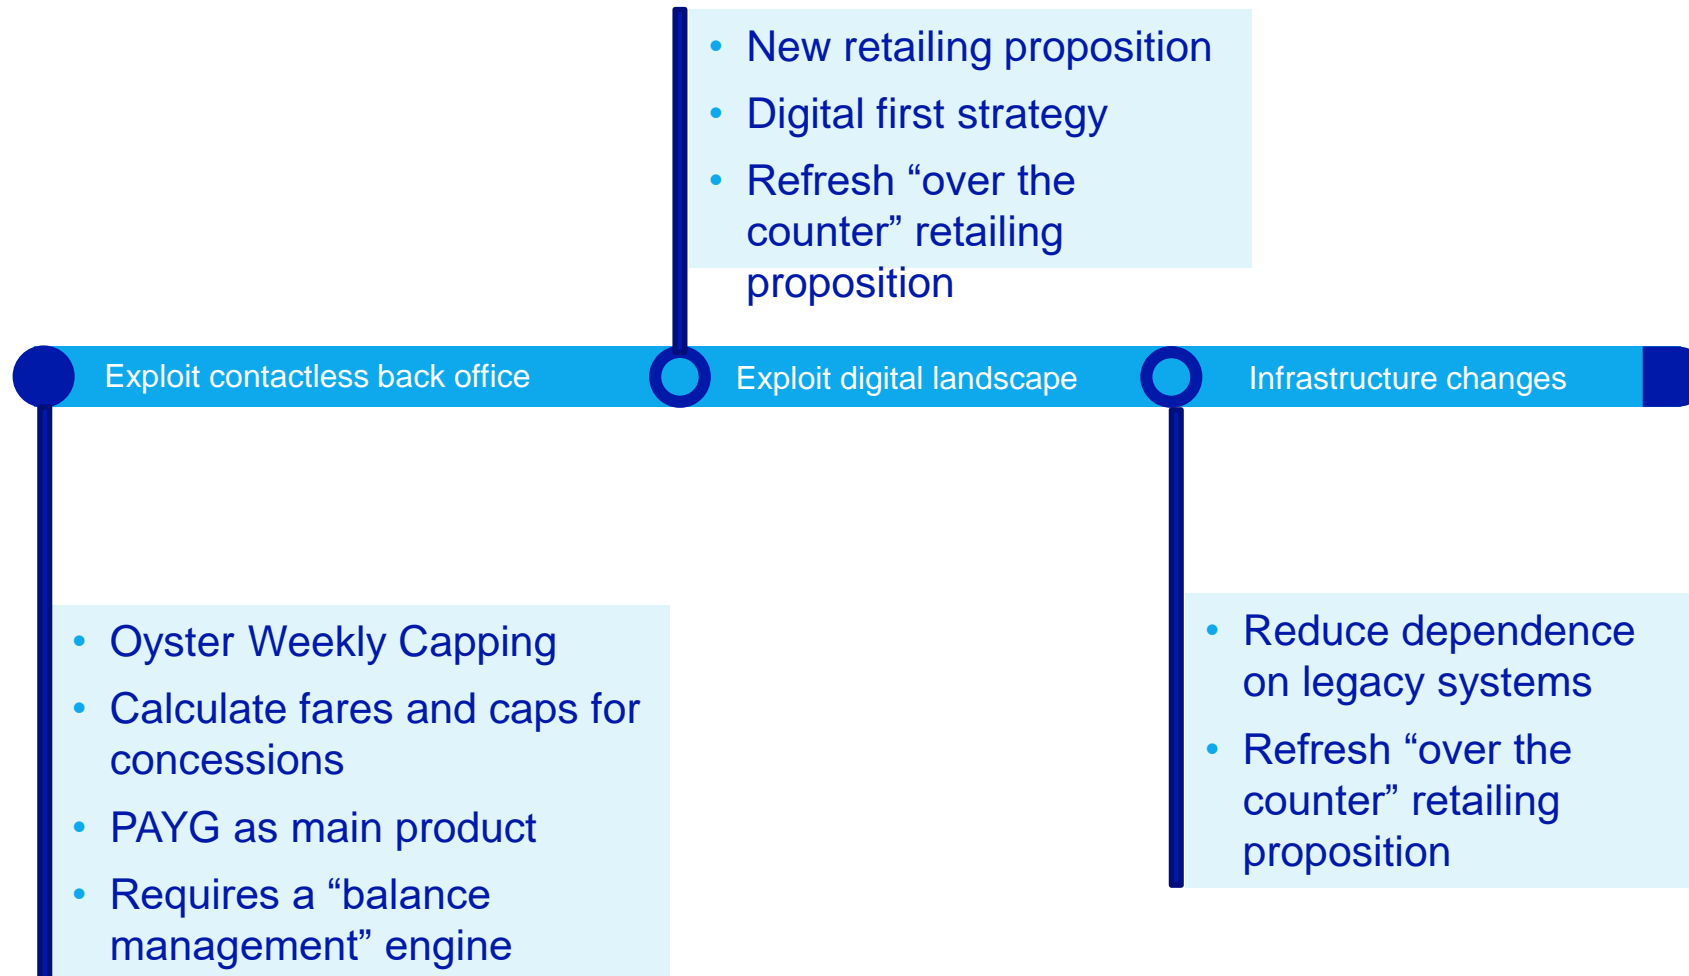 • New retailing proposition
• Digital first strategy
• Refresh “over the
counter” retailing
proposition
Exploit contactless back office
Exploit digital landscape
Infrastructure changes
• Oyster Weekly Capping
• Calculate fares and caps for
concessions
• PAYG as main product
• Requires a “balance
management” engine
• Reduce dependence
on legacy systems
• Refresh “over the
counter” retailing
proposition